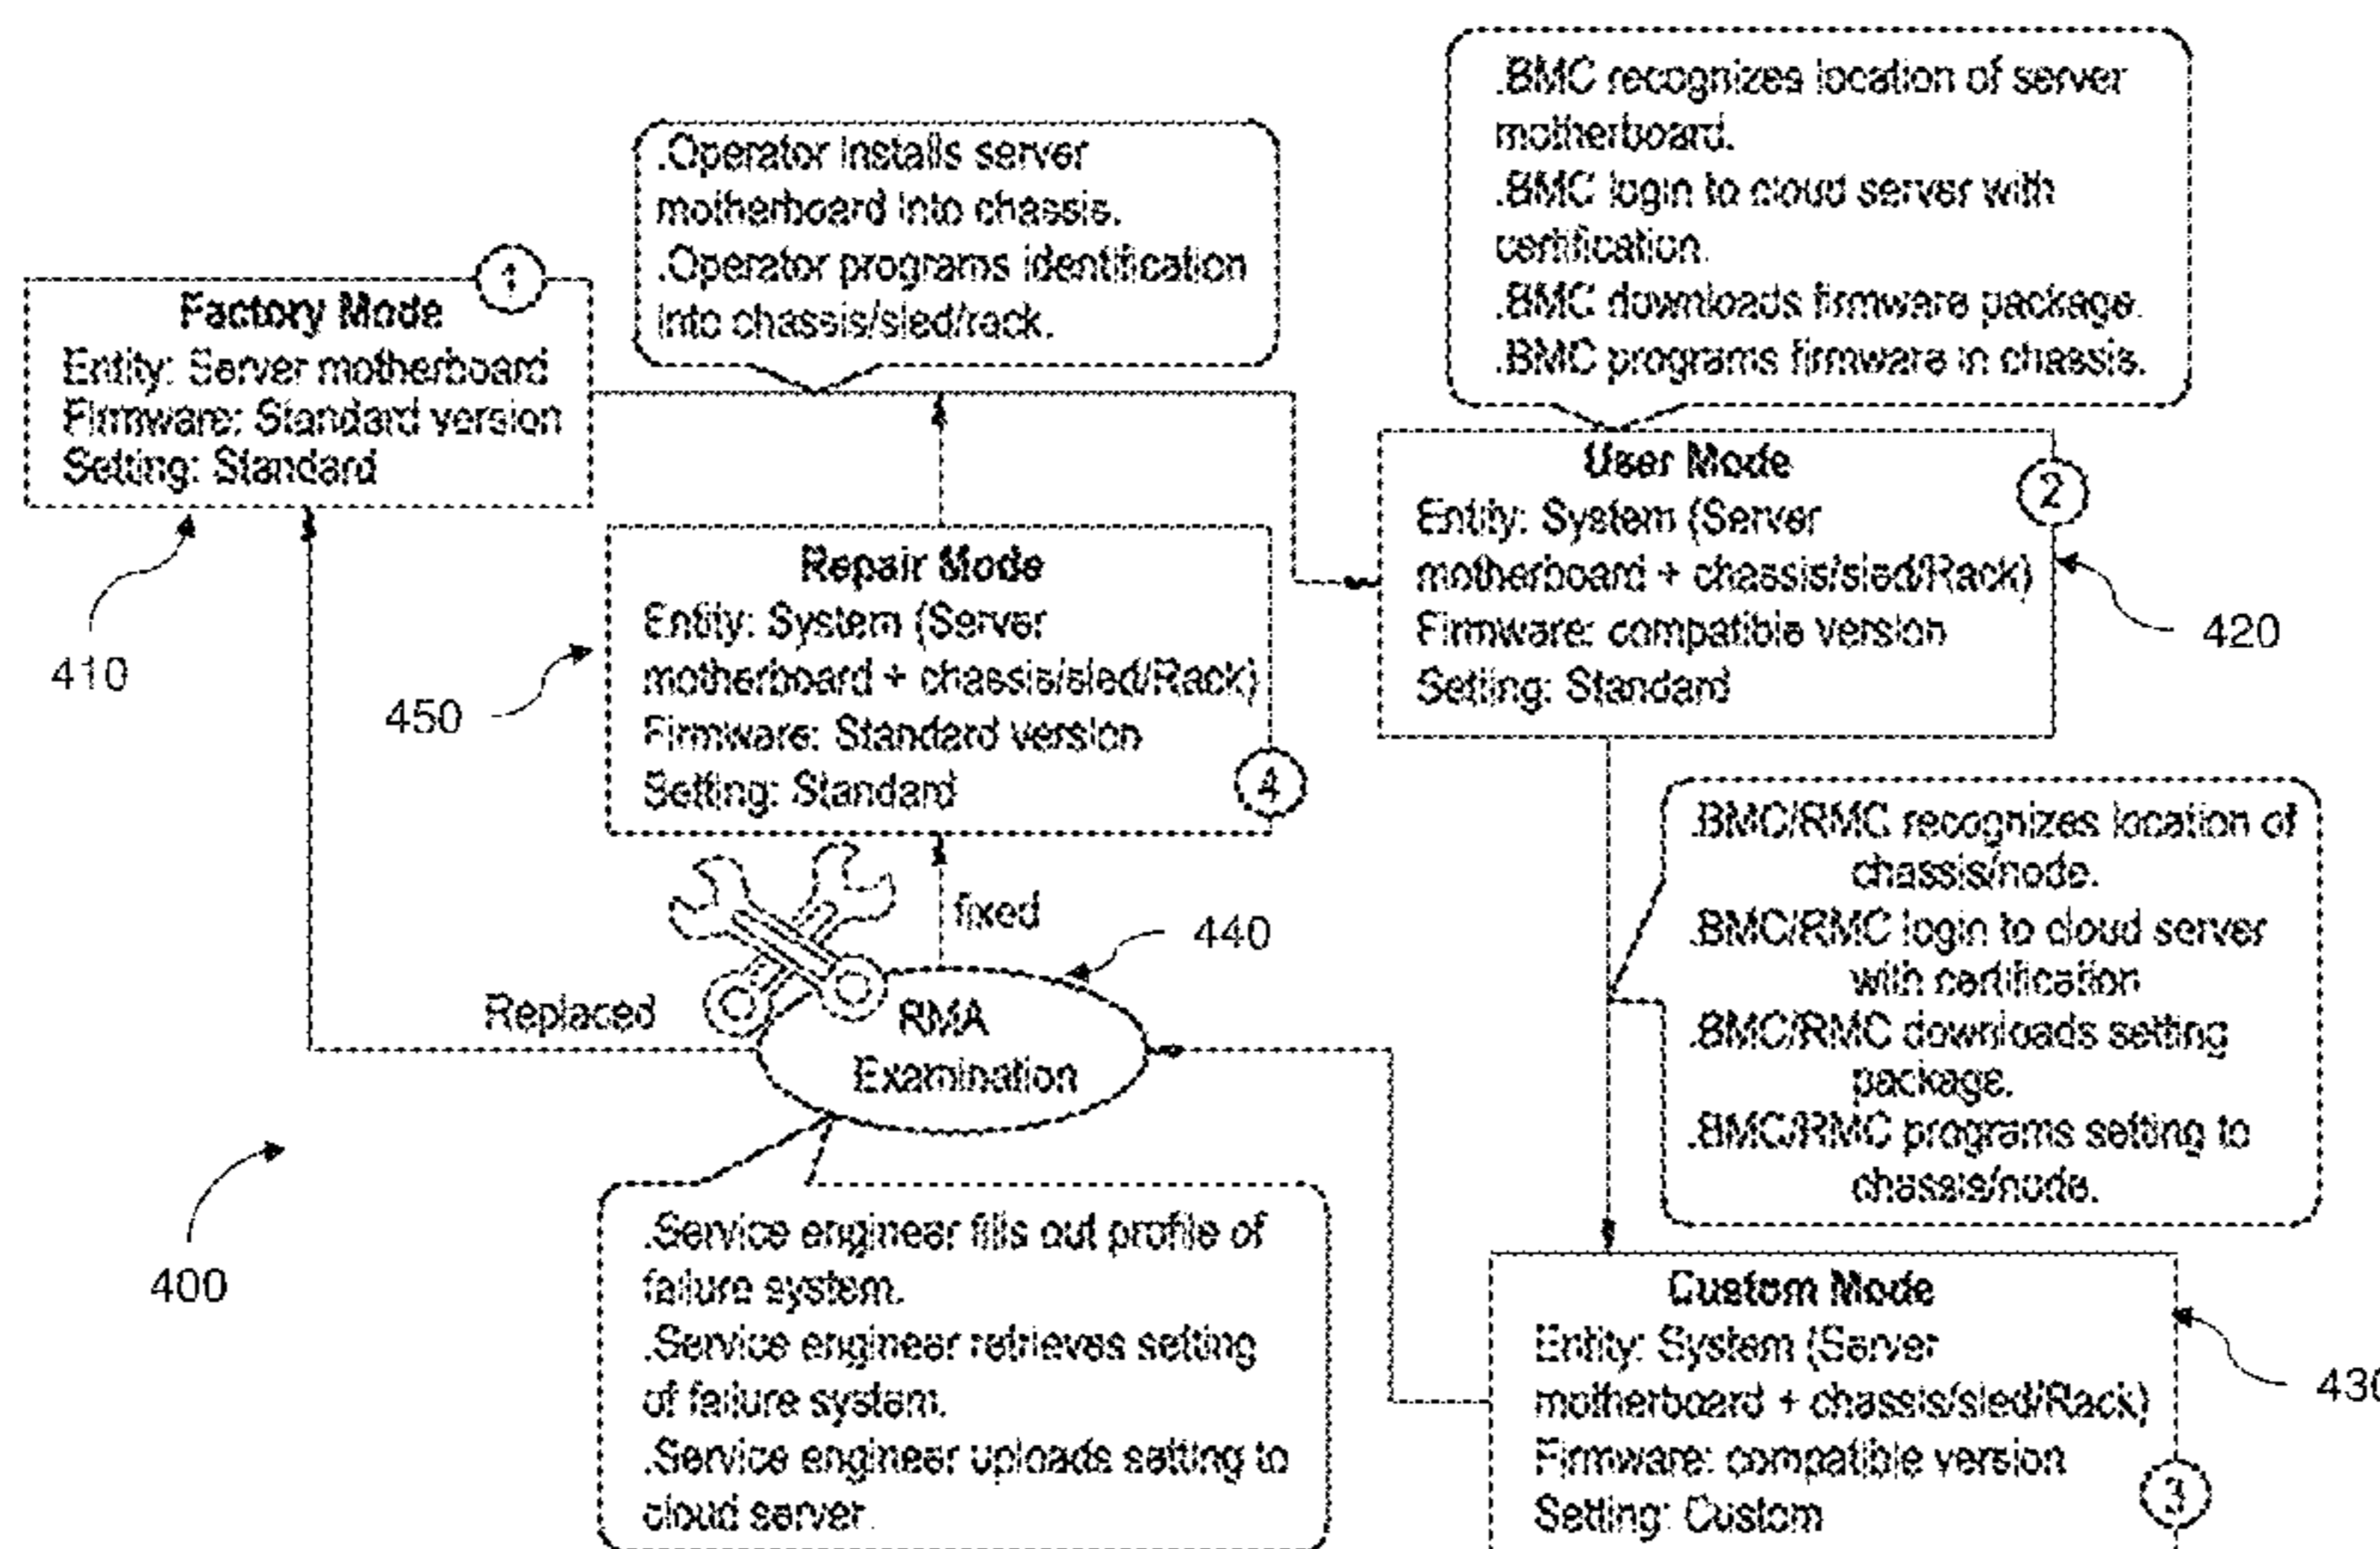 1
Factory Mode
Entity: Server motherboard
Firmware: Standard version
Setting: Standard
410
.Operator installs server
motherboard into chassis.
.Operator programs identification
into chassis/sled/rack.
.BMC recognizes location of server
motherboard.
.BMC login to cloud server with
certification.
.BMC downloads firmware package.
.BMC programs firmware in chassis.
User Mode
2
Entity: System (Server
motherboard + chassis/sled/Rack)
Firmware: compatible version
Setting: Standard
420
Repair Mode
Entity: System (Server
motherboard + chassis/sled/Rack)
Firmware: Standard version
Setting: Standard
4
450
.BMC/RMC recognizes location of
chassis/node.
.BMC/RMC login to cloud server
with certification
.BMC/RMC downloads setting
package.
.BMC/RMC programs setting to
chassis/node.
fixed
440
Replaced
RMA
Examination
400
.Service engineer fills out profile of
failure system.
.Service engineer retrieves setting
of failure system.
.Service engineer uploads setting to
cloud server.
Custom Mode
Entity: System (Server
motherboard + chassis/sled/Rack)
Firmware: compatible version
Setting: Custom
3
430